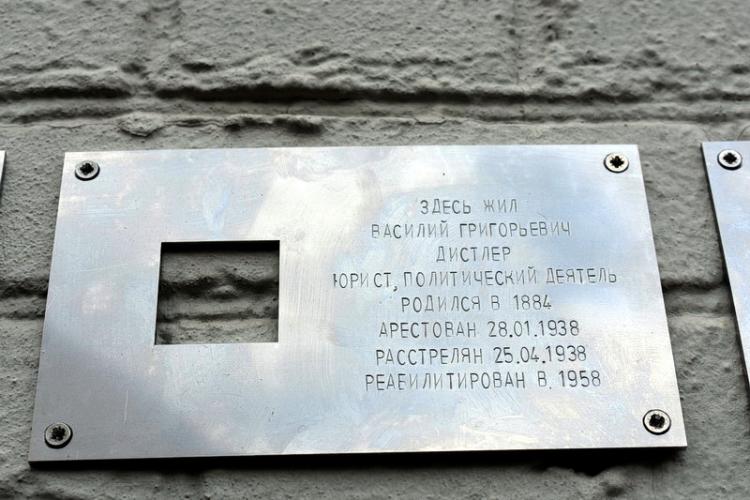 ЗДЕСЬ ЖИЛ
ВАСИЛИЙ ГРИГОРЬЕВИЧ
ДИСТЛЕР
ЮРИСТ, ПОЛИТИЧЕСКИЙ ДЕЯТЕЛЬ
РОДИЛСЯ В 1884
АРЕСТОВАН 28.01.1938
РАССТРЕЛЯН 25.04.1938
РЕАБИЛИТИРОВАН В. 1958